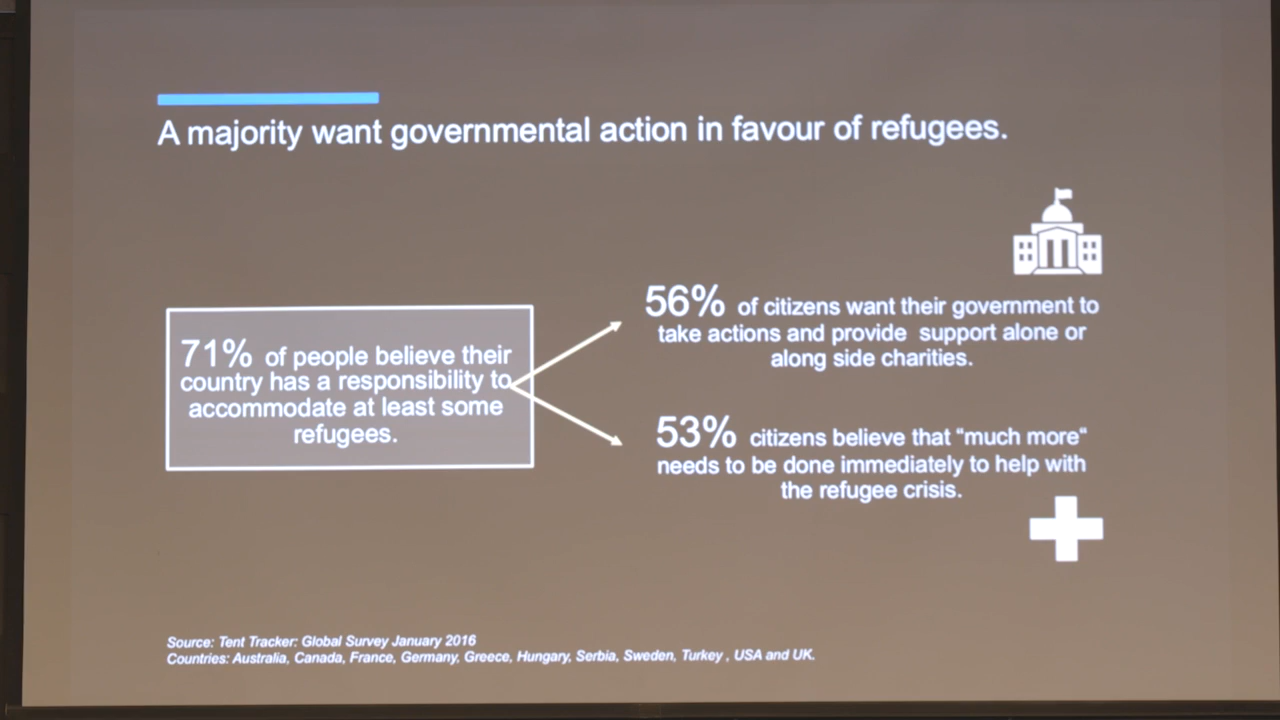 A majority want governmental action in favour of refugees.
71% of people believe their
country has a responsibility to
accommodate at least some
refugees.
56% of citizens want their government to
take actions and provide support alone or
along side charities.
53% citizens believe that “much more“
needs to be done immediately to help with
the refugee crisis.
Source: Tent Tracker: Global Survey January 2016
Countries: Australia, Canada, France, Germany, Greece, Hungary, Serbia, Sweden, Turkey , USA and UK.